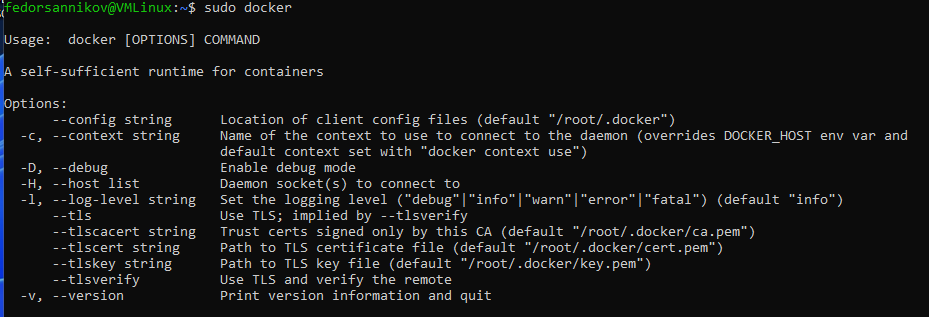 fedorsannikov@VMLinux:~$ sudo docker
Usage:  docker [OPTIONS] COMMAND
A self-sufficient runtime for containers
Options:
      --config string      Location of client config files (default "/root/.docker")
  -c, --context string     Name of the context to use to connect to the daemon (overrides DOCKER_HOST env var and
                           default context set with "docker context use")
  -D, --debug              Enable debug mode
  -H, --host list          Daemon socket(s) to connect to
  -l, --log-level string   Set the logging level ("debug"|"info"|"warn"|"error"|"fatal") (default "info")
      --tls                Use TLS; implied by --tlsverify
      --tlscacert string   Trust certs signed only by this CA (default "/root/.docker/ca.pem")
      --tlscert string     Path to TLS certificate file (default "/root/.docker/cert.pem")
      --tlskey string      Path to TLS key file (default "/root/.docker/key.pem")
      --tlsverify          Use TLS and verify the remote
  -v, --version            Print version information and quit